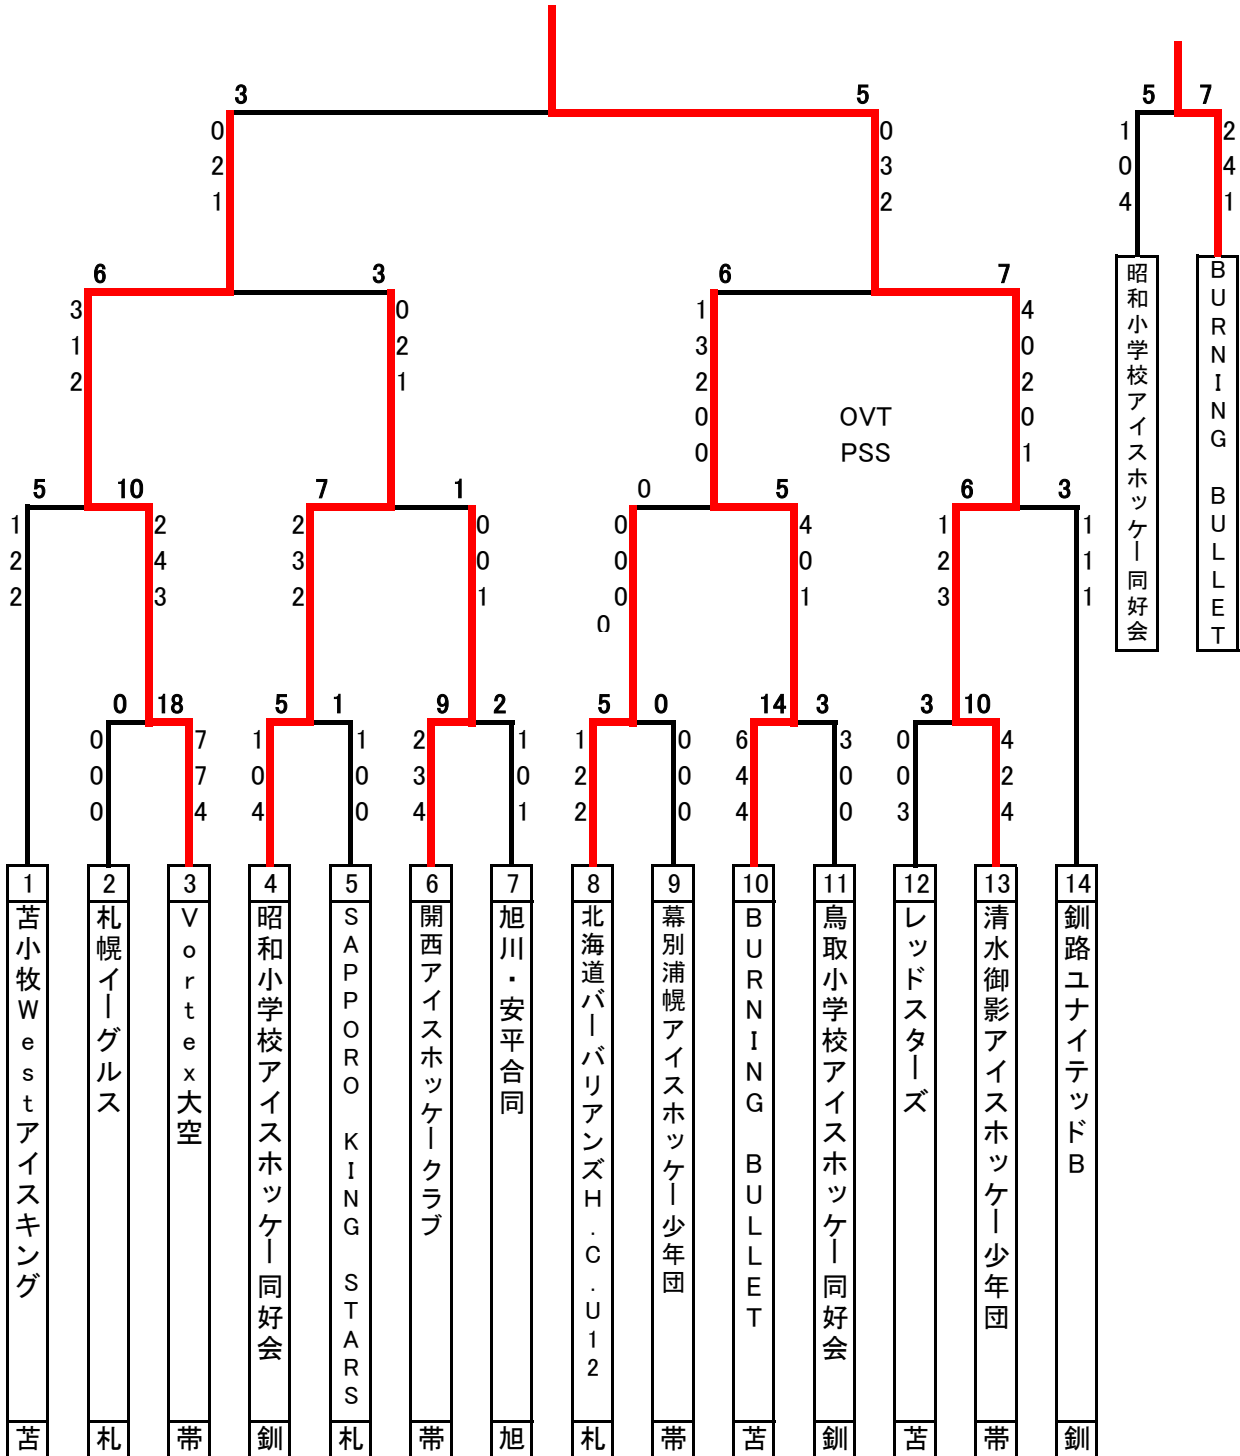 3 5
5 7
0 0
2 3
1 2
1 2
0 4
4 1
昭和小学校アイスホッケー同好会
BURNING BULLET
6 3 6 7
3 0 1 4
1 2 3 0
2 1 2 2
0 OVT 0
0 PSS 1
5 10 7 1 0 5 6 3
1 2 2 0 0 4 1 1
2 4 3 0 0 0 2 1
2 3 2 1 0 1 3 1
0
0 18 5 1 9 2 5 0 14 3 3 10
0 7 1 1 2 1 1 0 6 3 0 4
0 7 0 0 3 0 2 0 4 0 0 2
0 4 4 0 4 1 2 0 4 0 3 4
1 2 3 4 5 6 7 8 9 10 11 12 13 14
苫小牧Westアイスキング
札幌イーグルス
Vortex大空
昭和小学校アイスホッケー同好会
SAPPORO KING STARS
開西アイスホッケークラブ
旭川・安平合同
北海道バーバリアンズH.C.U12
幕別浦幌アイスホッケー少年団
BURNING BULLET
鳥取小学校アイスホッケー同好会
レッドスターズ
清水御影アイスホッケー少年団
釧路ユナイテッドB
苫 札 帯 釧 札 帯 旭 札 帯 苫 釧 苫 帯 釧